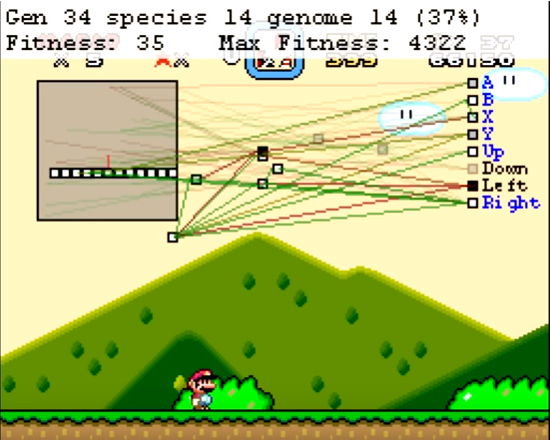 Gen 34 species 14 genome 14 (37%)
Fitness: 35 Max Fitness: 4322
A
B
X
Y
Up
Down
Left
Right